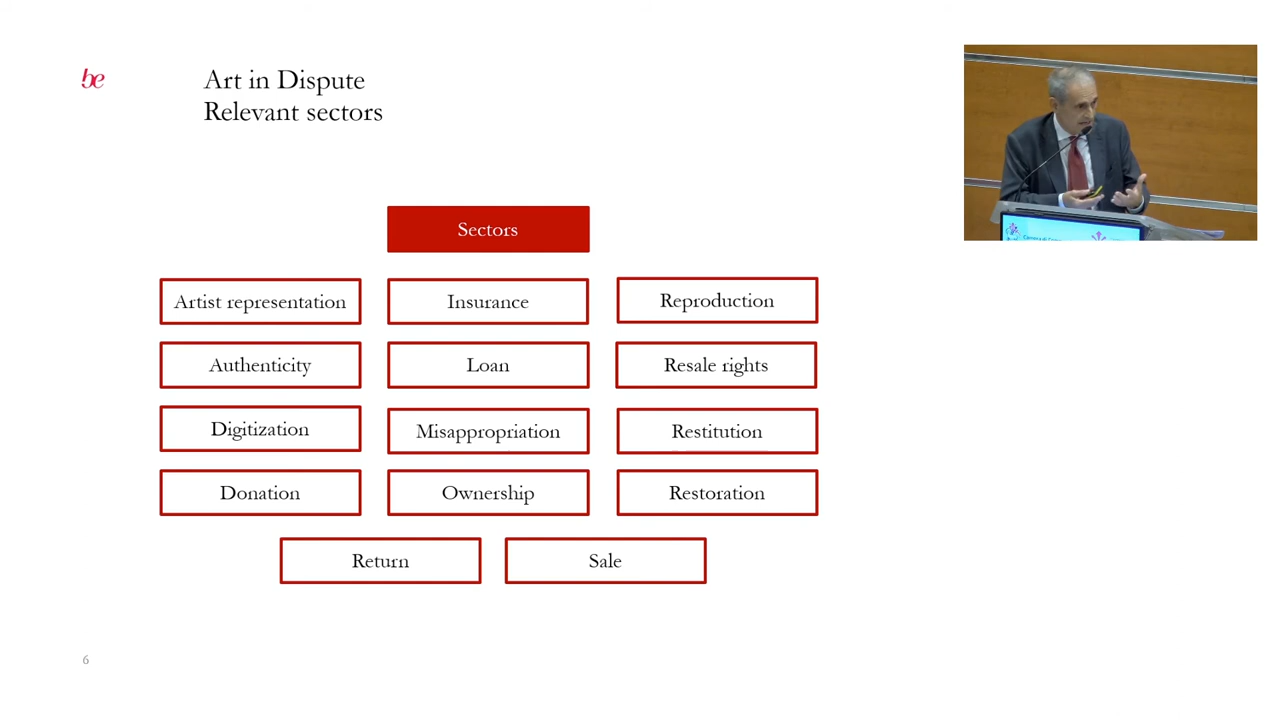 be
Art in Dispute
Relevant sectors
Sectors
Artist representation
Insurance
Reproduction
Authenticity
Loan
Resale rights
Digitization
Misappropriation
Restitution
Donation
Ownership
Restoration
Return
Sale
6